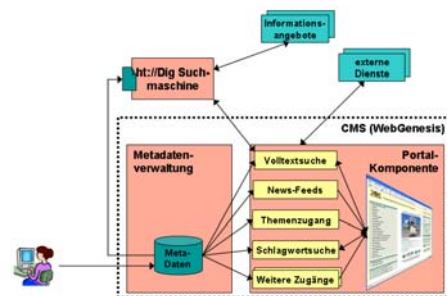 Informations-
angebote
ht://Dig Such-
maschine
externe
Dienste
CMS (WebGenesis)
Metadaten-
verwaltung
Portal-
Komponente
Volltextsuche
News-Feeds
Themenzugang
Schlagwortsuche
Weitere Zugänge
Meta-
Daten